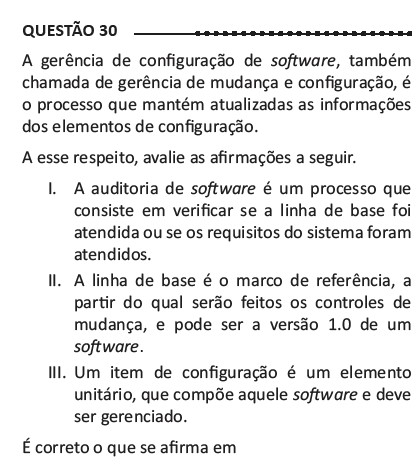 QUESTÃO 30
A gerência de configuração de software, também
chamada de gerência de mudança e configuração, é
o processo que mantém atualizadas as informações
dos elementos de configuração.
A esse respeito, avalie as afirmações a seguir.
I. A auditoria de software é um processo que
consiste em verificar se a linha de base foi
atendida ou se os requisitos do sistema foram
atendidos.
II. A linha de base é o marco de referência, a
partir do qual serão feitos os controles de
mudança, e pode ser a versão 1.0 de um
software.
III. Um item de configuração é um elemento
unitário, que compõe aquele software e deve
ser gerenciado.
É correto o que se afirma em